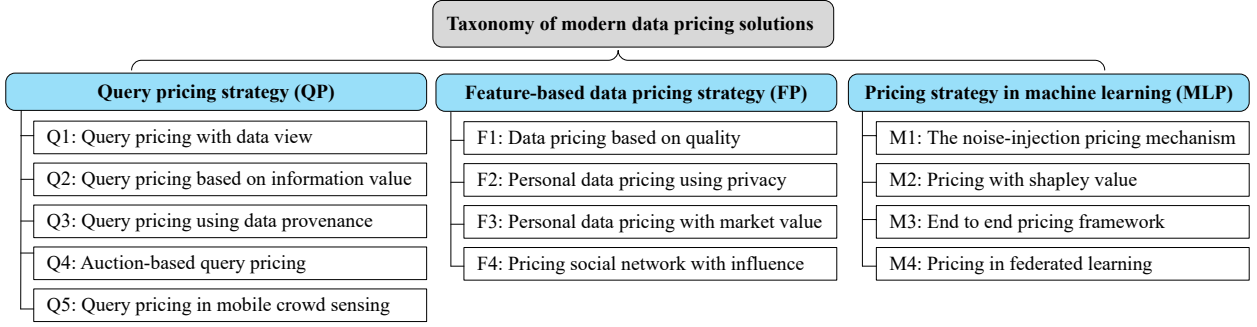 Taxonomy of modern data pricing solutions
Query pricing strategy (QP)
Q1: Query pricing with data view
Q2: Query pricing based on information value
Q3: Query pricing using data provenance
Q4: Auction-based query pricing
Q5: Query pricing in mobile crowd sensing
Feature-based data pricing strategy (FP)
F1: Data pricing based on quality
F2: Personal data pricing using privacy
F3: Personal data pricing with market value
F4: Pricing social network with influence
Pricing strategy in machine learning (MLP)
M1: The noise-injection pricing mechanism
M2: Pricing with shapley value
M3: End to end pricing framework
M4: Pricing in federated learning